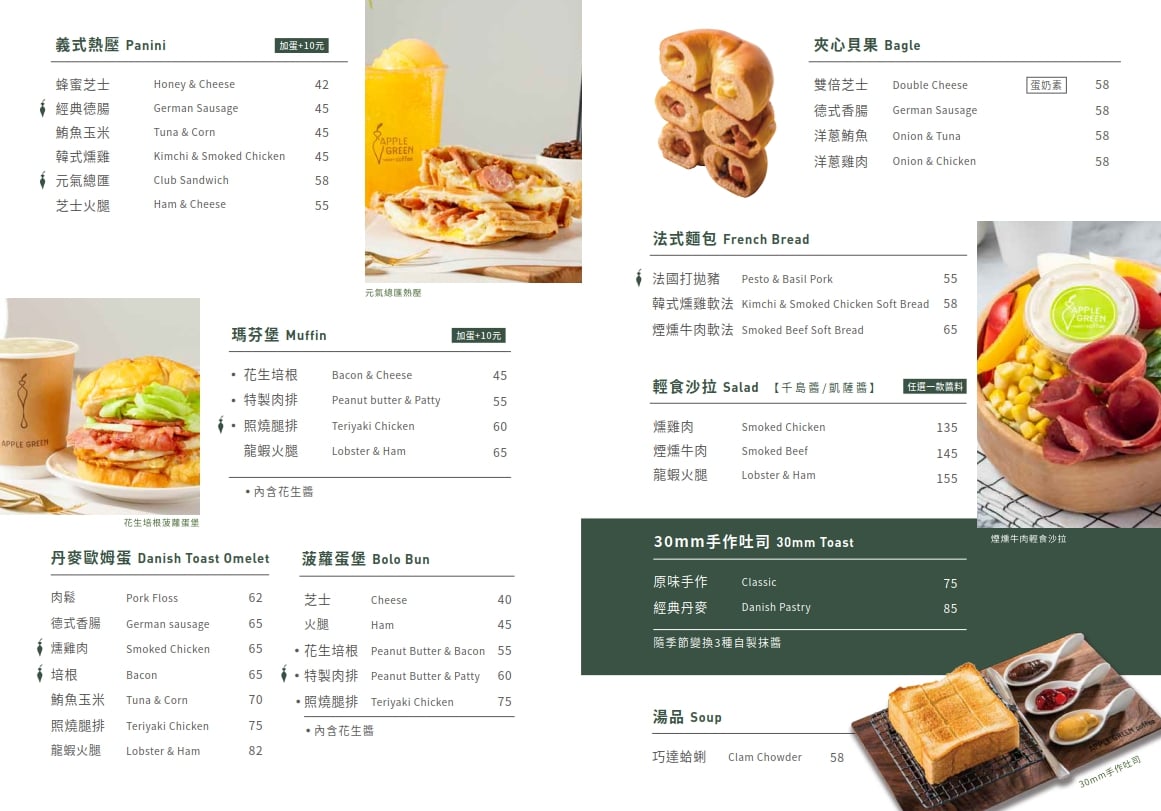 義式熱壓 Panini 加蛋+10元
蜂蜜芝士 Honey & Cheese 42
經典德腸 German Sausage 45
鮪魚玉米 Tuna & Corn 45
韓式燻雞 Kimchi & Smoked Chicken 45
元氣總匯 Club Sandwich 58
芝士火腿 Ham & Cheese 55
APPLE
GREEN
coffee
元氣總匯熱壓
瑪芬堡 Muffin 加蛋+10元
• 花生培根 Bacon & Cheese 45
• 特製肉排 Peanut butter & Patty 55
• 照燒腿排 Teriyaki Chicken 60
龍蝦火腿 Lobster & Ham 65
• 內含花生醬
APPLE GREEN
花生培根菠蘿蛋堡
丹麥歐姆蛋 Danish Toast Omelet
肉鬆 Pork Floss 62
德式香腸 German sausage 65
燻雞肉 Smoked Chicken 65
培根 Bacon 65
鮪魚玉米 Tuna & Corn 70
照燒腿排 Teriyaki Chicken 75
龍蝦火腿 Lobster & Ham 82
菠蘿蛋堡 Bolo Bun
芝士 Cheese 40
火腿 Ham 45
• 花生培根 Peanut Butter & Bacon 55
• 特製肉排 Peanut Butter & Patty 60
• 照燒腿排 Teriyaki Chicken 75
• 內含花生醬
夾心貝果 Bagle
雙倍芝士 Double Cheese 蛋奶素 58
德式香腸 German Sausage 58
洋蔥鮪魚 Onion & Tuna 58
洋蔥雞肉 Onion & Chicken 58
法式麵包 French Bread
法國打拋豬 Pesto & Basil Pork 55
韓式燻雞軟法 Kimchi & Smoked Chicken Soft Bread 58
煙燻牛肉軟法 Smoked Beef Soft Bread 65
輕食沙拉 Salad 【千島醬/凱薩醬】 任選一款醬料
燻雞肉 Smoked Chicken 135
煙燻牛肉 Smoked Beef 145
龍蝦火腿 Lobster & Ham 155
APPLE
GREEN
coffee
煙燻牛肉輕食沙拉
30mm手作吐司 30mm Toast
原味手作 Classic 75
經典丹麥 Danish Pastry 85
隨季節變換3種自製抹醬
湯品 Soup
巧達蛤蜊 Clam Chowder 58
APPLE GREEN coffee
30mm手作吐司